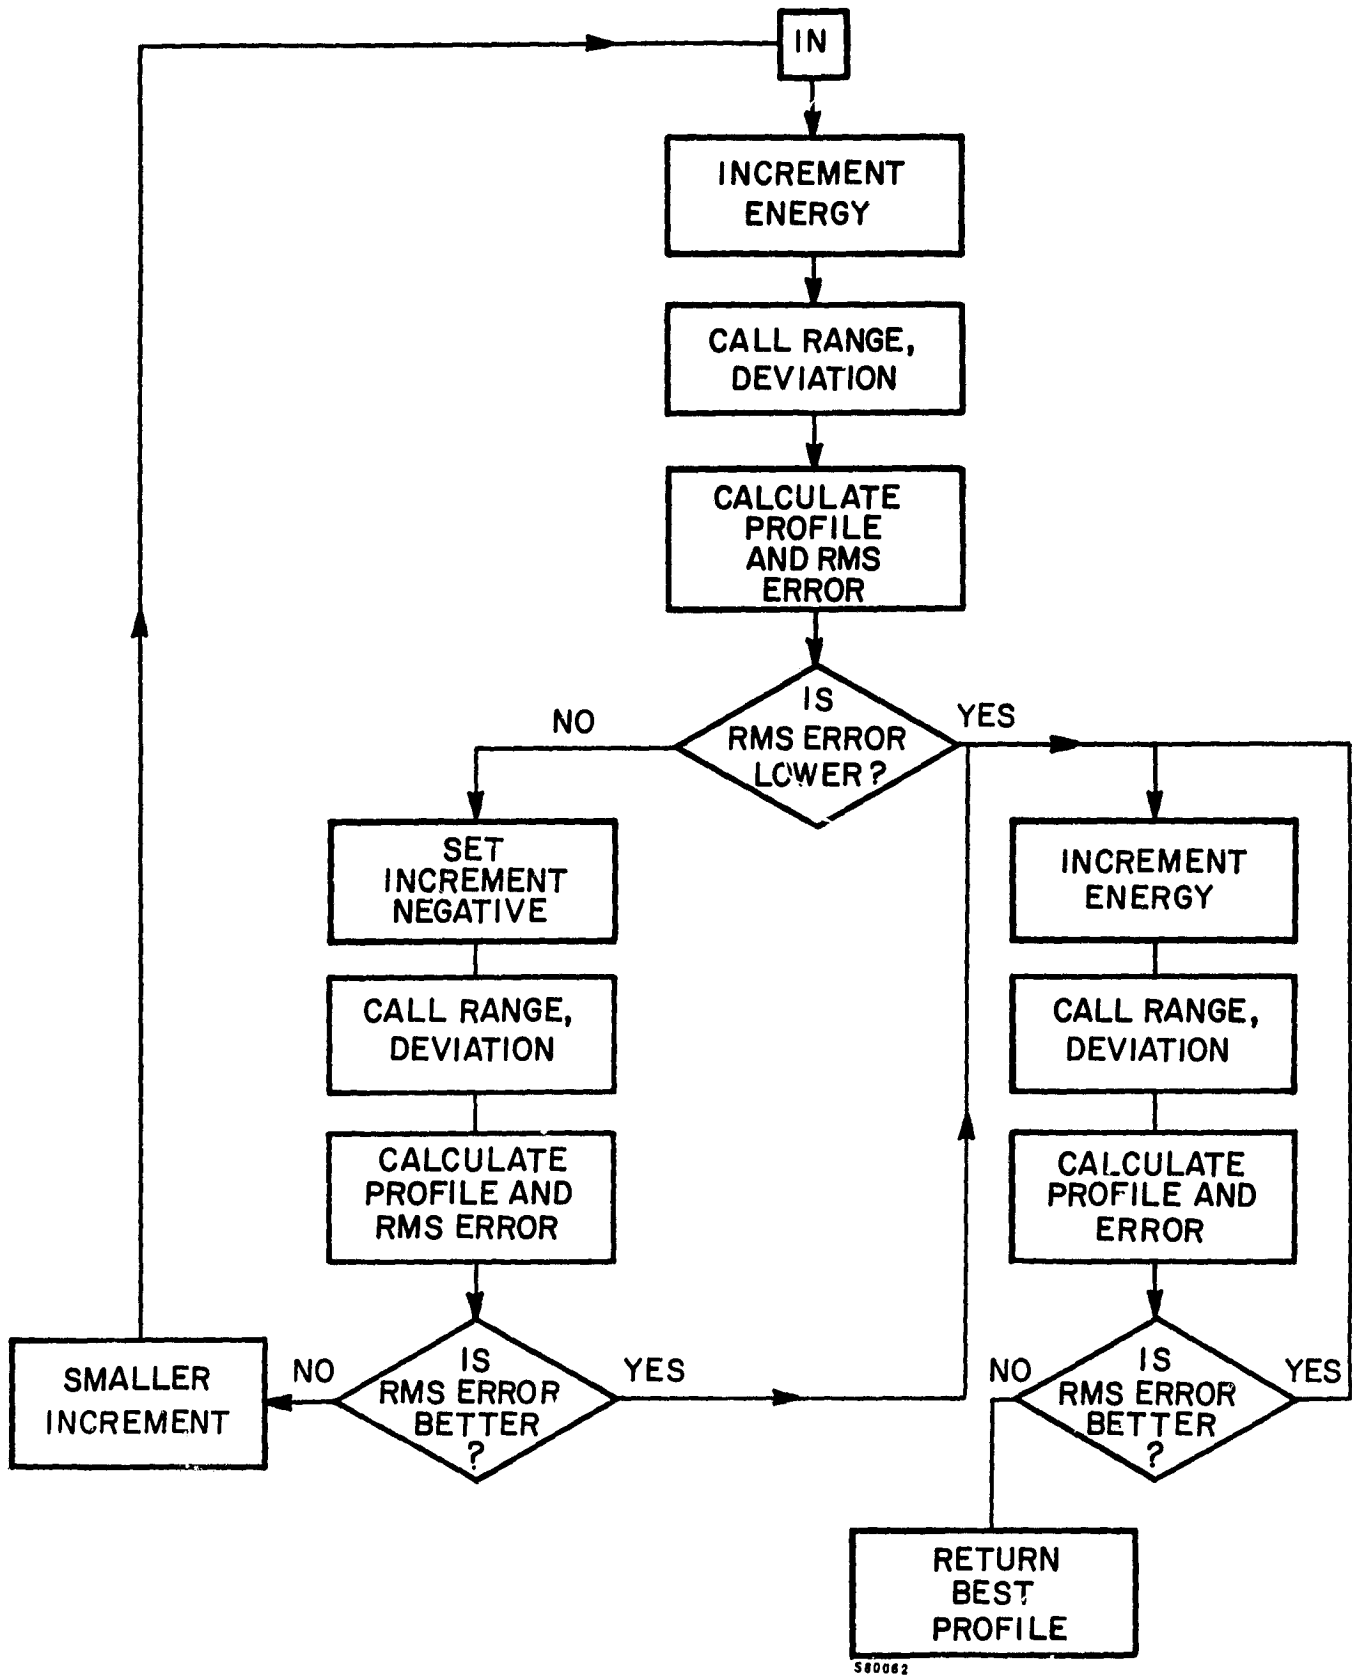 IN
INCREMENT
ENERGY
CALL RANGE,
DEVIATION
CALCULATE
PROFILE
AND RMS
ERROR
IS
RMS ERROR
LOWER?
NO
YES
SET
INCREMENT
NEGATIVE
CALL RANGE,
DEVIATION
CALCULATE
PROFILE AND
RMS ERROR
IS
RMS ERROR
BETTER
?
NO
YES
SMALLER
INCREMENT
INCREMENT
ENERGY
CALL RANGE,
DEVIATION
CALCULATE
PROFILE AND
ERROR
IS
RMS ERROR
BETTER
?
NO
YES
RETURN
BEST
PROFILE
S80062